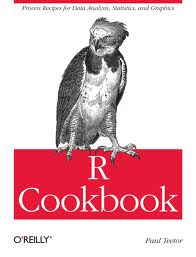 Proven Recipes for Data Analysis, Statistics, and Graphics
R
Cookbook
O'REILLY®
Paul Teetor